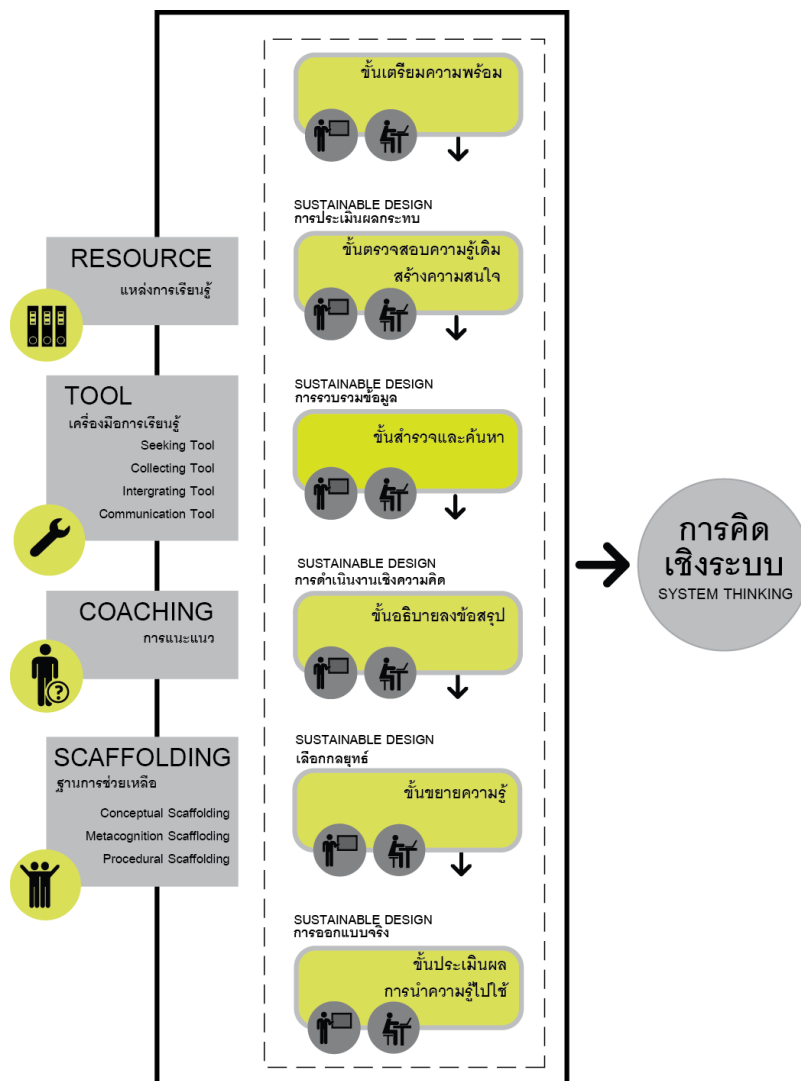 ขั้นเตรียมความพร้อม
SUSTAINABLE DESIGN
การประเมินผลกระทบ
ขั้นตรวจสอบความรู้เดิม
สร้างความสนใจ
RESOURCE
แหล่งการเรียนรู้
TOOL
เครื่องมือการเรียนรู้
Seeking Tool
Collecting Tool
Intergrating Tool
Communication Tool
SUSTAINABLE DESIGN
การรวบรวมข้อมูล
ขั้นสำรวจและค้นหา
การคิด
เชิงระบบ
SYSTEM THINKING
SUSTAINABLE DESIGN
การดำเนินงานเชิงความคิด
ขั้นอธิบายลงข้อสรุป
COACHING
การแนะแนว
?
SCAFFOLDING
ฐานการช่วยเหลือ
Conceptual Scaffolding
Metacognition Scaffloding
Procedural Scaffolding
SUSTAINABLE DESIGN
เลือกกลยุทธ์
ขั้นขยายความรู้
SUSTAINABLE DESIGN
การออกแบบจริง
ขั้นประเมินผล
การนำความรู้ไปใช้